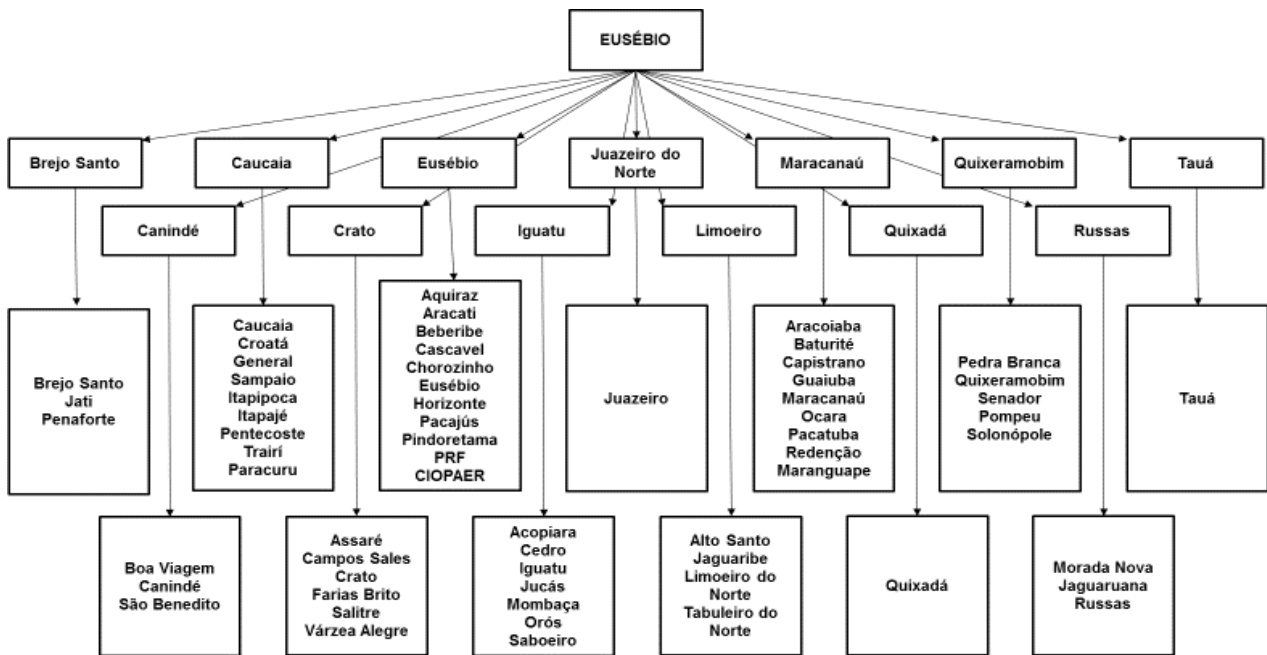 EUSÉBIO
Brejo Santo
Caucaia
Eusébio
Juazeiro do
Norte
Maracanaú
Quixeramobim
Tauá
Canindé
Crato
Iguatu
Limoeiro
Quixadá
Russas
Brejo Santo
Jati
Penaforte
Caucaia
Croatá
General
Sampaio
Itapipoca
Itapajé
Pentecoste
Trairí
Paracuru
Aquiraz
Aracati
Beberibe
Cascavel
Chorozinho
Eusébio
Horizonte
Pacajús
Pindoretama
PRF
CIOPAER
Juazeiro
Aracoiaba
Baturité
Capistrano
Guaiuba
Maracanaú
Ocara
Pacatuba
Redenção
Maranguape
Pedra Branca
Quixeramobim
Senador
Pompeu
Solonópole
Tauá
Boa Viagem
Canindé
São Benedito
Assaré
Campos Sales
Crato
Farias Brito
Salitre
Várzea Alegre
Acopiara
Cedro
Iguatu
Jucás
Mombaça
Orós
Saboeiro
Alto Santo
Jaguaribe
Limoeiro do
Norte
Tabuleiro do
Norte
Quixadá
Morada Nova
Jaguaruana
Russas